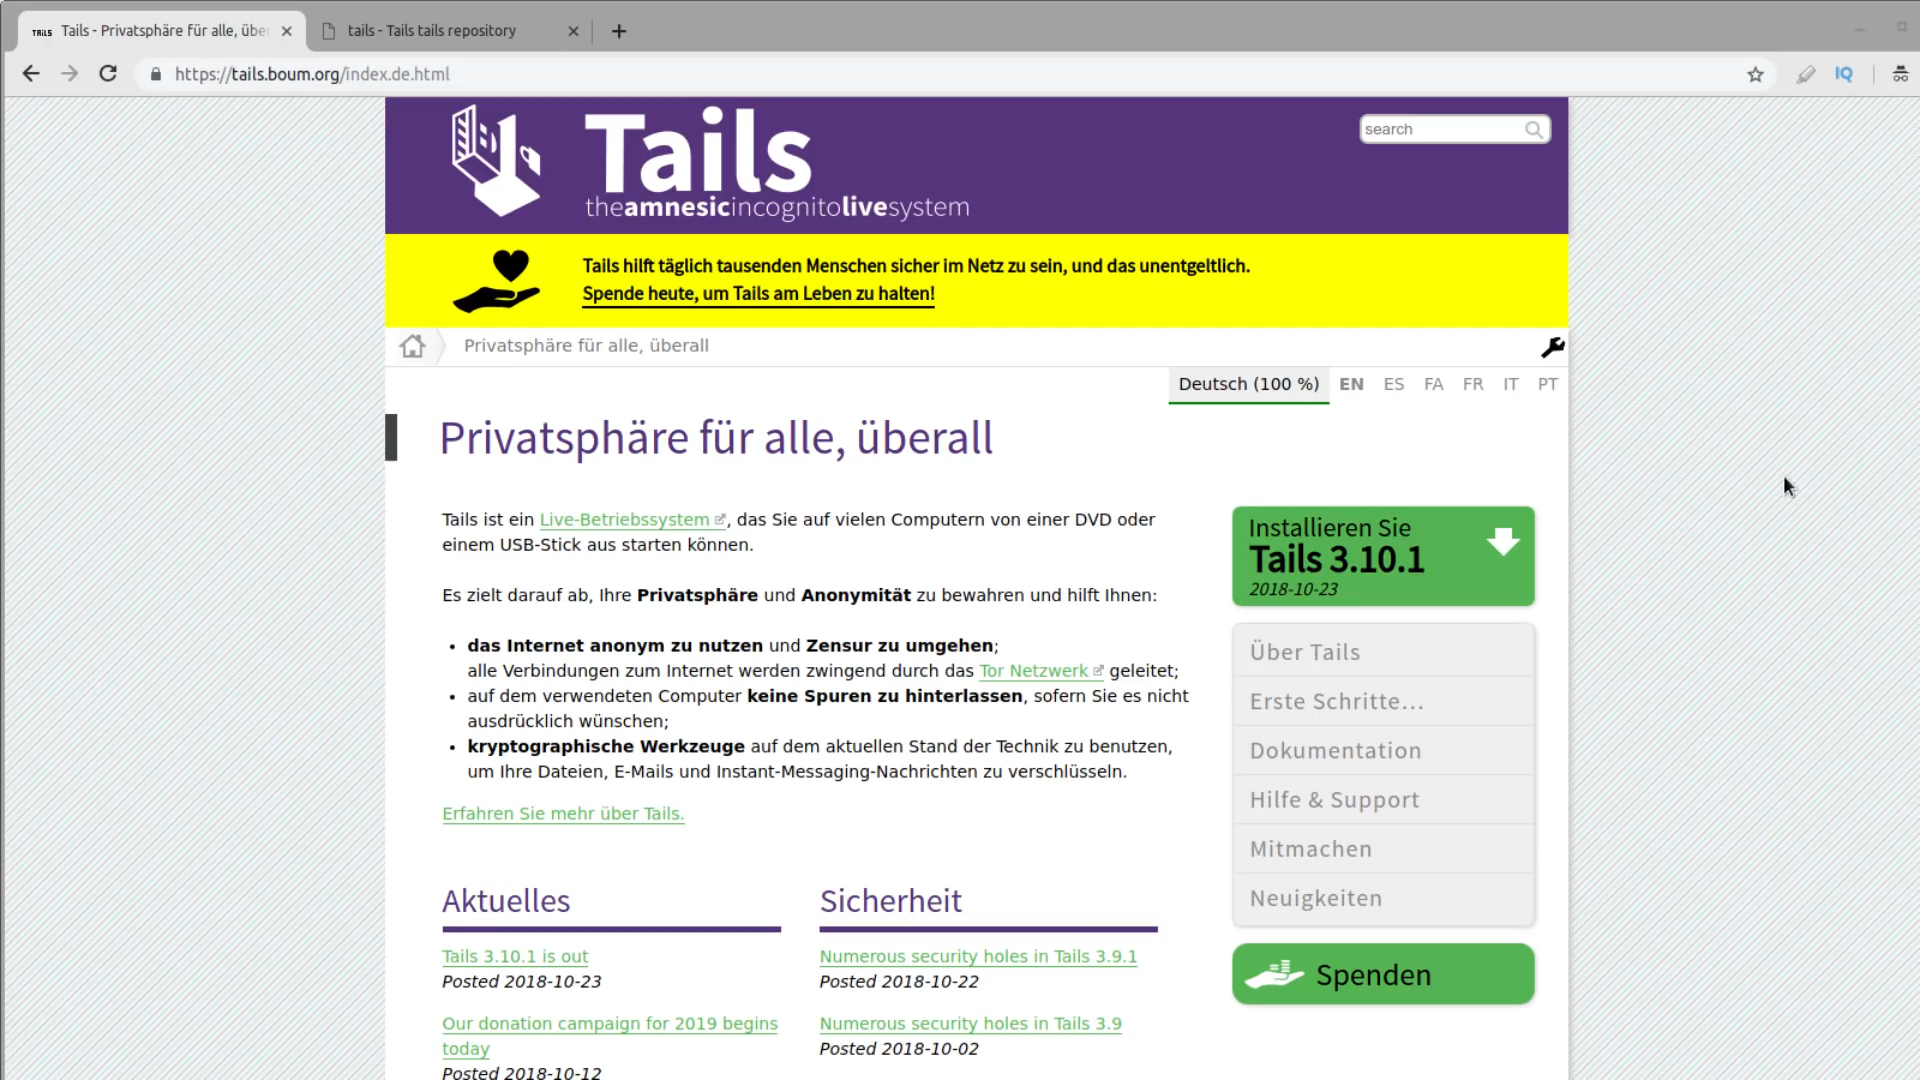 TAILS Tails - Privatsphäre für alle, übe
tails - Tails tails repository
https://tails.boum.org/index.de.html
IQ
Tails
theamnesicincognitolivesystem
search
Tails hilft täglich tausenden Menschen sicher im Netz zu sein, und das unentgeltlich.
Spende heute, um Tails am Leben zu halten!
Privatsphäre für alle, überall
Deutsch (100 %) EN ES FA FR IT PT
Privatsphäre für alle, überall
Tails ist ein Live-Betriebssystem, das Sie auf vielen Computern von einer DVD oder
einem USB-Stick aus starten können.
Es zielt darauf ab, Ihre Privatsphäre und Anonymität zu bewahren und hilft Ihnen:
• das Internet anonym zu nutzen und Zensur zu umgehen;
alle Verbindungen zum Internet werden zwingend durch das Tor Netzwerk geleitet;
• auf dem verwendeten Computer keine Spuren zu hinterlassen, sofern Sie es nicht
ausdrücklich wünschen;
• kryptographische Werkzeuge auf dem aktuellen Stand der Technik zu benutzen,
um Ihre Dateien, E-Mails und Instant-Messaging-Nachrichten zu verschlüsseln.
Erfahren Sie mehr über Tails.
Aktuelles
Tails 3.10.1 is out
Posted 2018-10-23
Our donation campaign for 2019 begins
today
Posted 2018-10-12
Sicherheit
Numerous security holes in Tails 3.9.1
Posted 2018-10-22
Numerous security holes in Tails 3.9
Posted 2018-10-02
Installieren Sie
Tails 3.10.1
2018-10-23
Über Tails
Erste Schritte...
Dokumentation
Hilfe & Support
Mitmachen
Neuigkeiten
Spenden